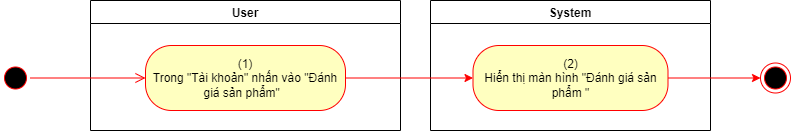 User
System
(1)
Trong "Tài khoản" nhấn vào "Đánh
giá sản phẩm"
(2)
Hiển thị màn hình "Đánh giá sản
phẩm "